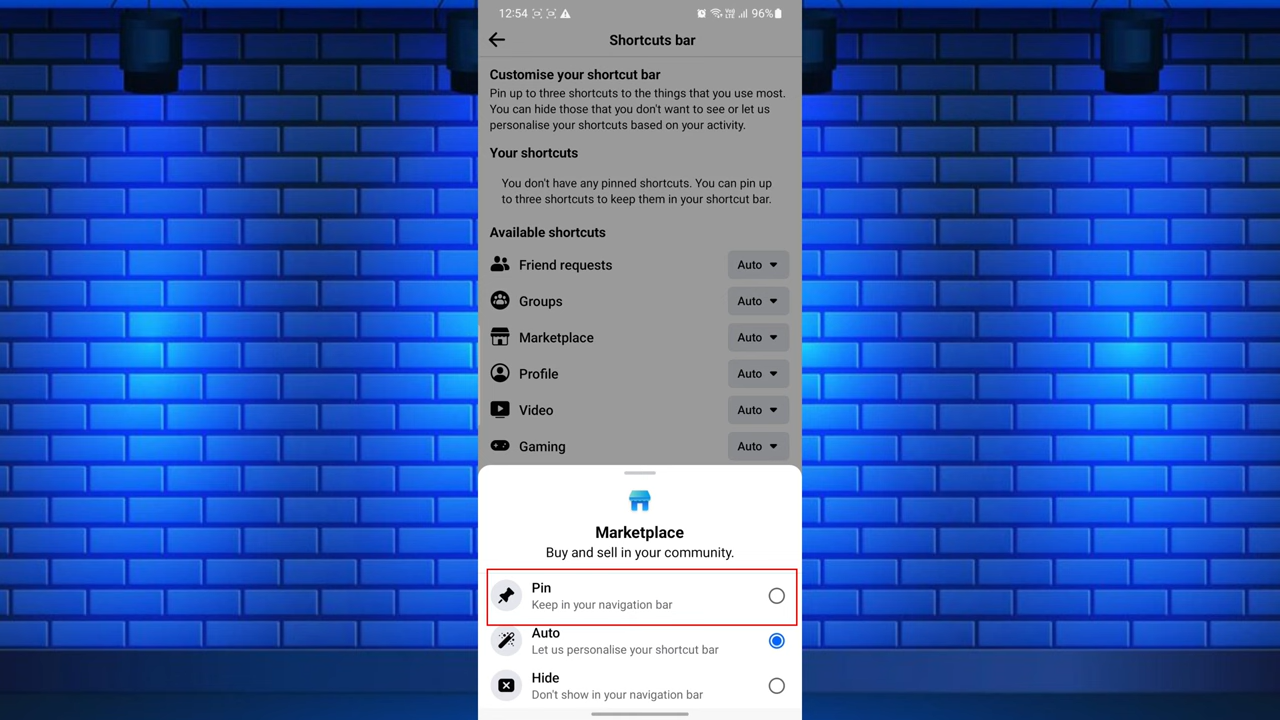 12:54 96%
Shortcuts bar
Customise your shortcut bar
Pin up to three shortcuts to the things that you use most.
You can hide those that you don't want to see or let us
personalise your shortcuts based on your activity.
Your shortcuts
You don't have any pinned shortcuts. You can pin up
to three shortcuts to keep them in your shortcut bar.
Available shortcuts
Friend requests Auto
Groups Auto
Marketplace Auto
Profile Auto
Video Auto
Gaming Auto
Marketplace
Buy and sell in your community.
Pin
Keep in your navigation bar
Auto
Let us personalise your shortcut bar
Hide
Don't show in your navigation bar